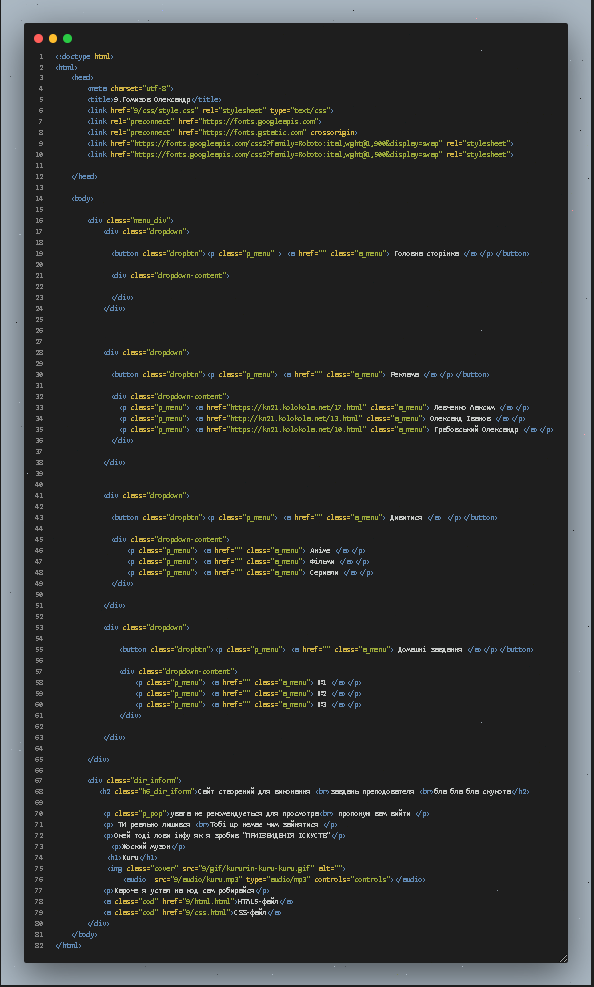 1 <!doctype html>
2 <html>
3 <head>
4 <meta charset="utf-8">
5 <title>9.Гомизов Олександр</title>
6 <link href="9/css/style.css" rel="stylesheet" type="text/css">
7 <link rel="preconnect" href="https://fonts.googleapis.com">
8 <link rel="preconnect" href="https://fonts.gstatic.com" crossorigin>
9 <link href="https://fonts.googleapis.com/css2?family=Roboto:ital,wght@1,900&display=swap" rel="stylesheet">
10 <link href="https://fonts.googleapis.com/css2?family=Roboto:ital,wght@1,500&display=swap" rel="stylesheet">
11
12 </head>
13
14 <body>
15
16 <div class="menu_div">
17 <div class="dropdown">
18
19 <button class="dropbtn"><p class="p_menu" > <a href="" class="a_menu"> Головна сторінка </a></p></button>
20
21 <div class="dropdown-content">
22
23 </div>
24 </div>
25
26
27
28 <div class="dropdown">
29
30 <button class="dropbtn"><p class="p_menu"> <a href="" class="a_menu"> Реклама </a></p></button>
31
32 <div class="dropdown-content">
33 <p class="p_menu"> <a href="https://kn21.kolokola.net/17.html" class="a_menu"> Левченко Максим </a></p>
34 <p class="p_menu"> <a href="http://kn21.kolokola.net/13.html" class="a_menu"> Олександ Іванов </a></p>
35 <p class="p_menu"> <a href="https://kn21.kolokola.net/10.html" class="a_menu"> Грабовський Олександр </a></p>
36 </div>
37
38 </div>
39
40
41 <div class="dropdown">
42
43 <button class="dropbtn"><p class="p_menu"> <a href="" class="a_menu"> Дивитися </a> </p></button>
44
45 <div class="dropdown-content">
46 <p class="p_menu"> <a href="" class="a_menu"> Аніме </a></p>
47 <p class="p_menu"> <a href="" class="a_menu"> Фільми </a></p>
48 <p class="p_menu"> <a href="" class="a_menu"> Сериали </a></p>
49 </div>
50
51 </div>
52
53 <div class="dropdown">
54
55 <button class="dropbtn"><p class="p_menu"> <a href="" class="a_menu"> Домашні завдання </a></p></button>
56
57 <div class="dropdown-content">
58 <p class="p_menu"> <a href="" class="a_menu"> №1 </a></p>
59 <p class="p_menu"> <a href="" class="a_menu"> №2 </a></p>
60 <p class="p_menu"> <a href="" class="a_menu"> №3 </a></p>
61 </div>
62
63 </div>
64
65 </div>
66
67 <div class="dir_inform">
68 <h2 class="h6_dir_iform">Сайт створений для виконання <br>завдань преподователя <br>бла бла бла скукота</h2>
69
70 <p class="p_pop">увага не рекомендується для просмотра<br> пропоную вам вийти </p>
71 <p> ТИ реально лишився <br>Тобі шо немає чим зайнятися </p>
72 <p>Окей тоді лови інфу як я зробив "ПРИІЗВЕДЕНІЯ ІСКУСТВ"</p>
73 <p>Жоский музон</p>
74 <h1>Kuru</h1>
75 <img class="cover" src="9/gif/kururin-kuru-kuru.gif" alt="">
76 <audio src="9/audio/kuru.mp3" type="audio/mp3" controls="controls"></audio>
77 <p>Кароче я устал на код сам розбирайся</p>
78 <a class="cod" href="9/html.html">HTML5-файл</a>
79 <a class="cod" href="9/css.html">CSS-файл</a>
80 </div>
81 </body>
82 </html>